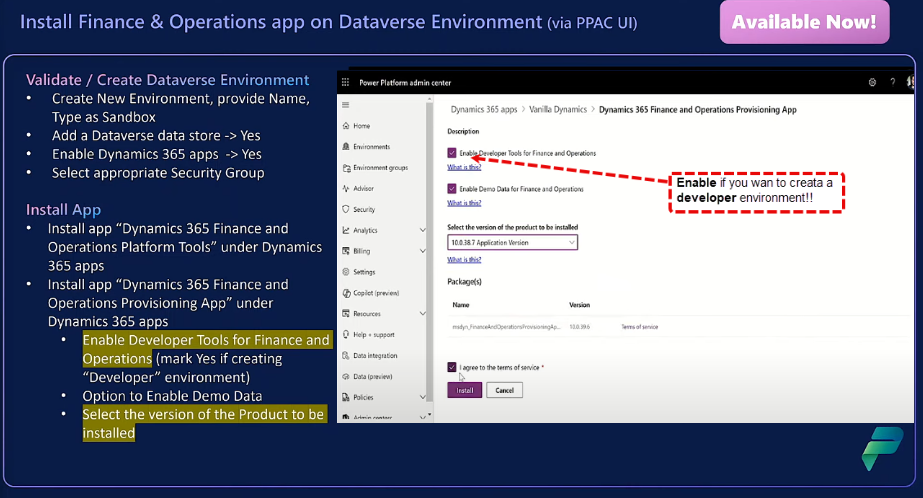 Install Finance & Operations app on Dataverse Environment (via PPAC UI)
Available Now!
Validate / Create Dataverse Environment
• Create New Environment, provide Name,
Type as Sandbox
• Add a Dataverse data store -> Yes
• Enable Dynamics 365 apps -> Yes
• Select appropriate Security Group
Install App
• Install app “Dynamics 365 Finance and
Operations Platform Tools” under Dynamics
365 apps
• Install app “Dynamics 365 Finance and
Operations Provisioning App” under
Dynamics 365 apps
• Enable Developer Tools for Finance and
Operations (mark Yes if creating
“Developer” environment)
• Option to Enable Demo Data
• Select the version of the Product to be
installed
Power Platform admin center
Home
Environments
Environment groups
Advisor
Security
Analytics
Billing
Settings
Copilot (preview)
Resources
Help + support
Data integration
Data (preview)
Policies
Admin centers
Dynamics 365 apps > Vanilla Dynamics > Dynamics 365 Finance and Operations Provisioning App
Description
Enable Developer Tools for Finance and Operations
What is this?
Enable Demo Data for Finance and Operations
What is this?
Select the version of the product to be installed
10.0.38.7 Application Version
What is this?
Package(s)
Name Version
msdyn_FinanceAndOperationsProvisioningAp... 10.0.39.6 Terms of service
I agree to the terms of service *
Install Cancel
Enable if you wan to creata a
developer environment!!